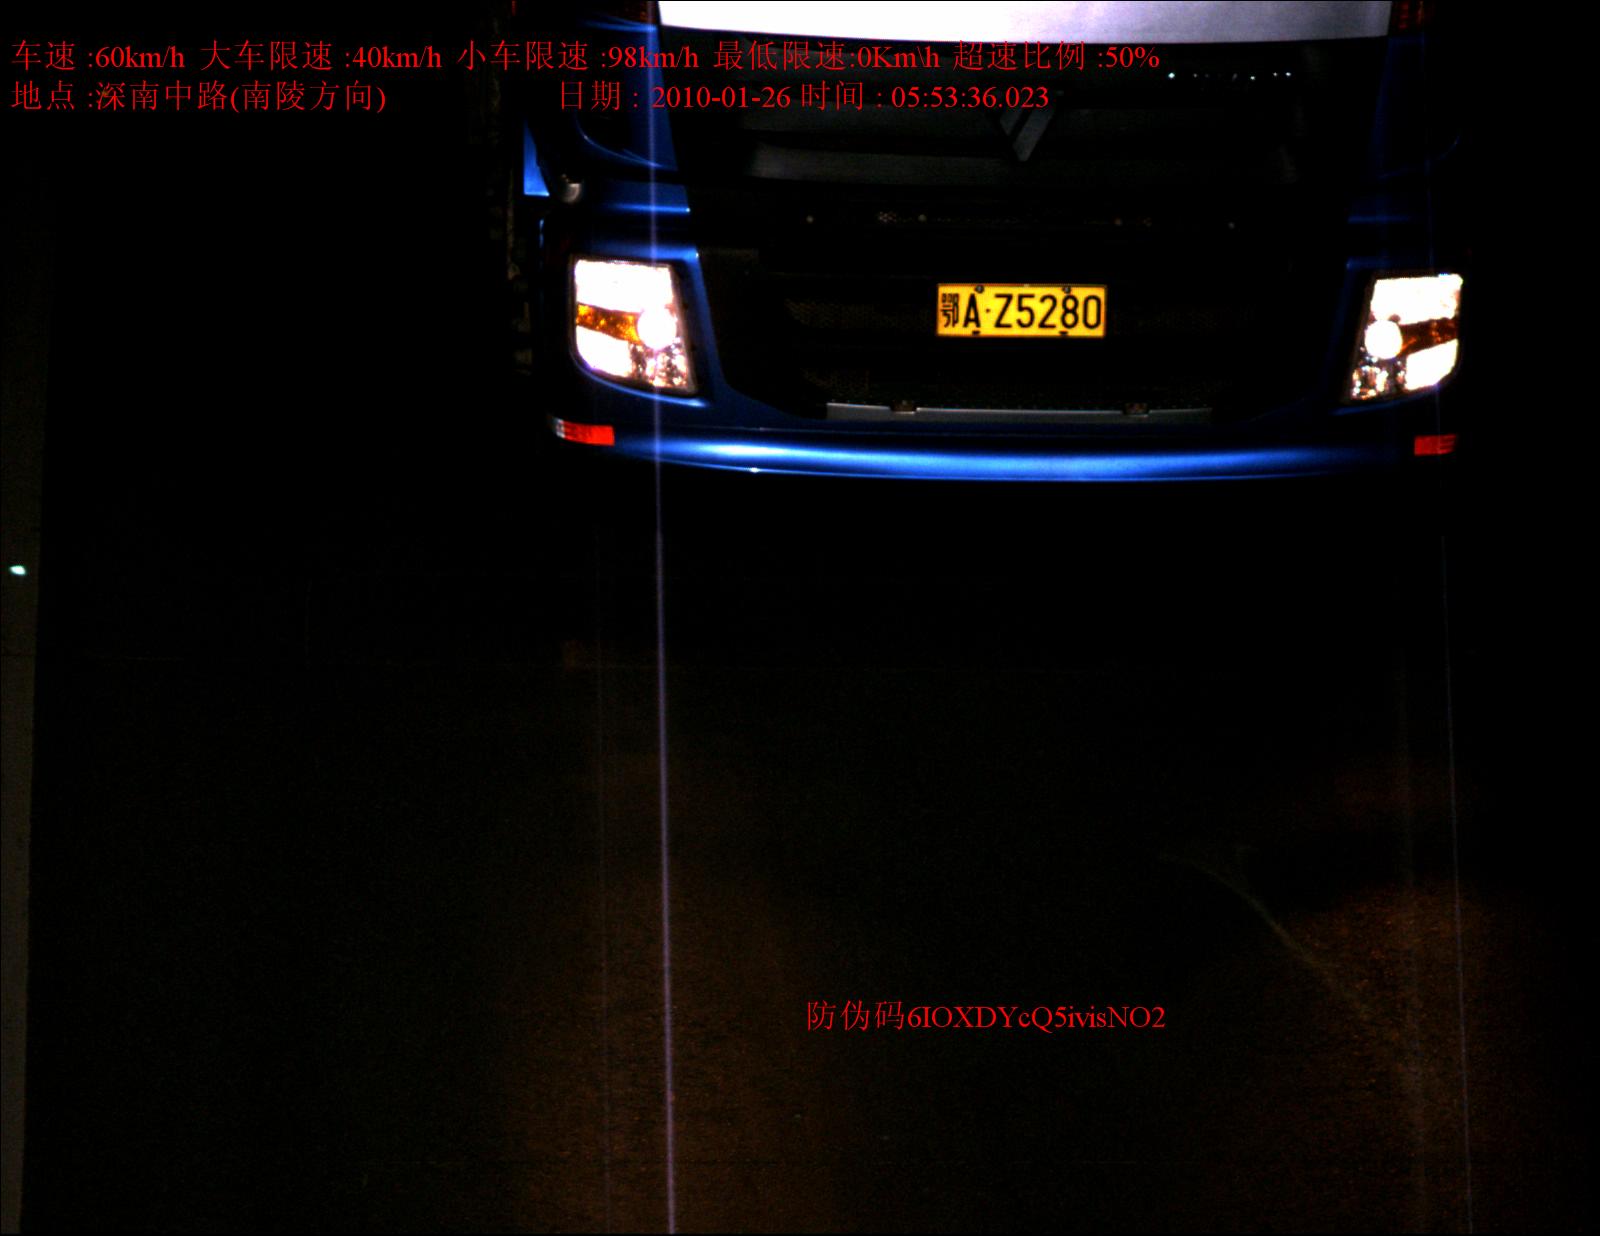 车速 :60km/h 大车限速 :40km/h 小车限速 :98km/h 最低限速:0Km\h 超速比例 :50%
地点 :深南中路(南陵方向) 日期 : 2010-01-26 时间 : 05:53:36.023
鄂A·Z5280
防伪码6IOXDYcQ5ivisNO2